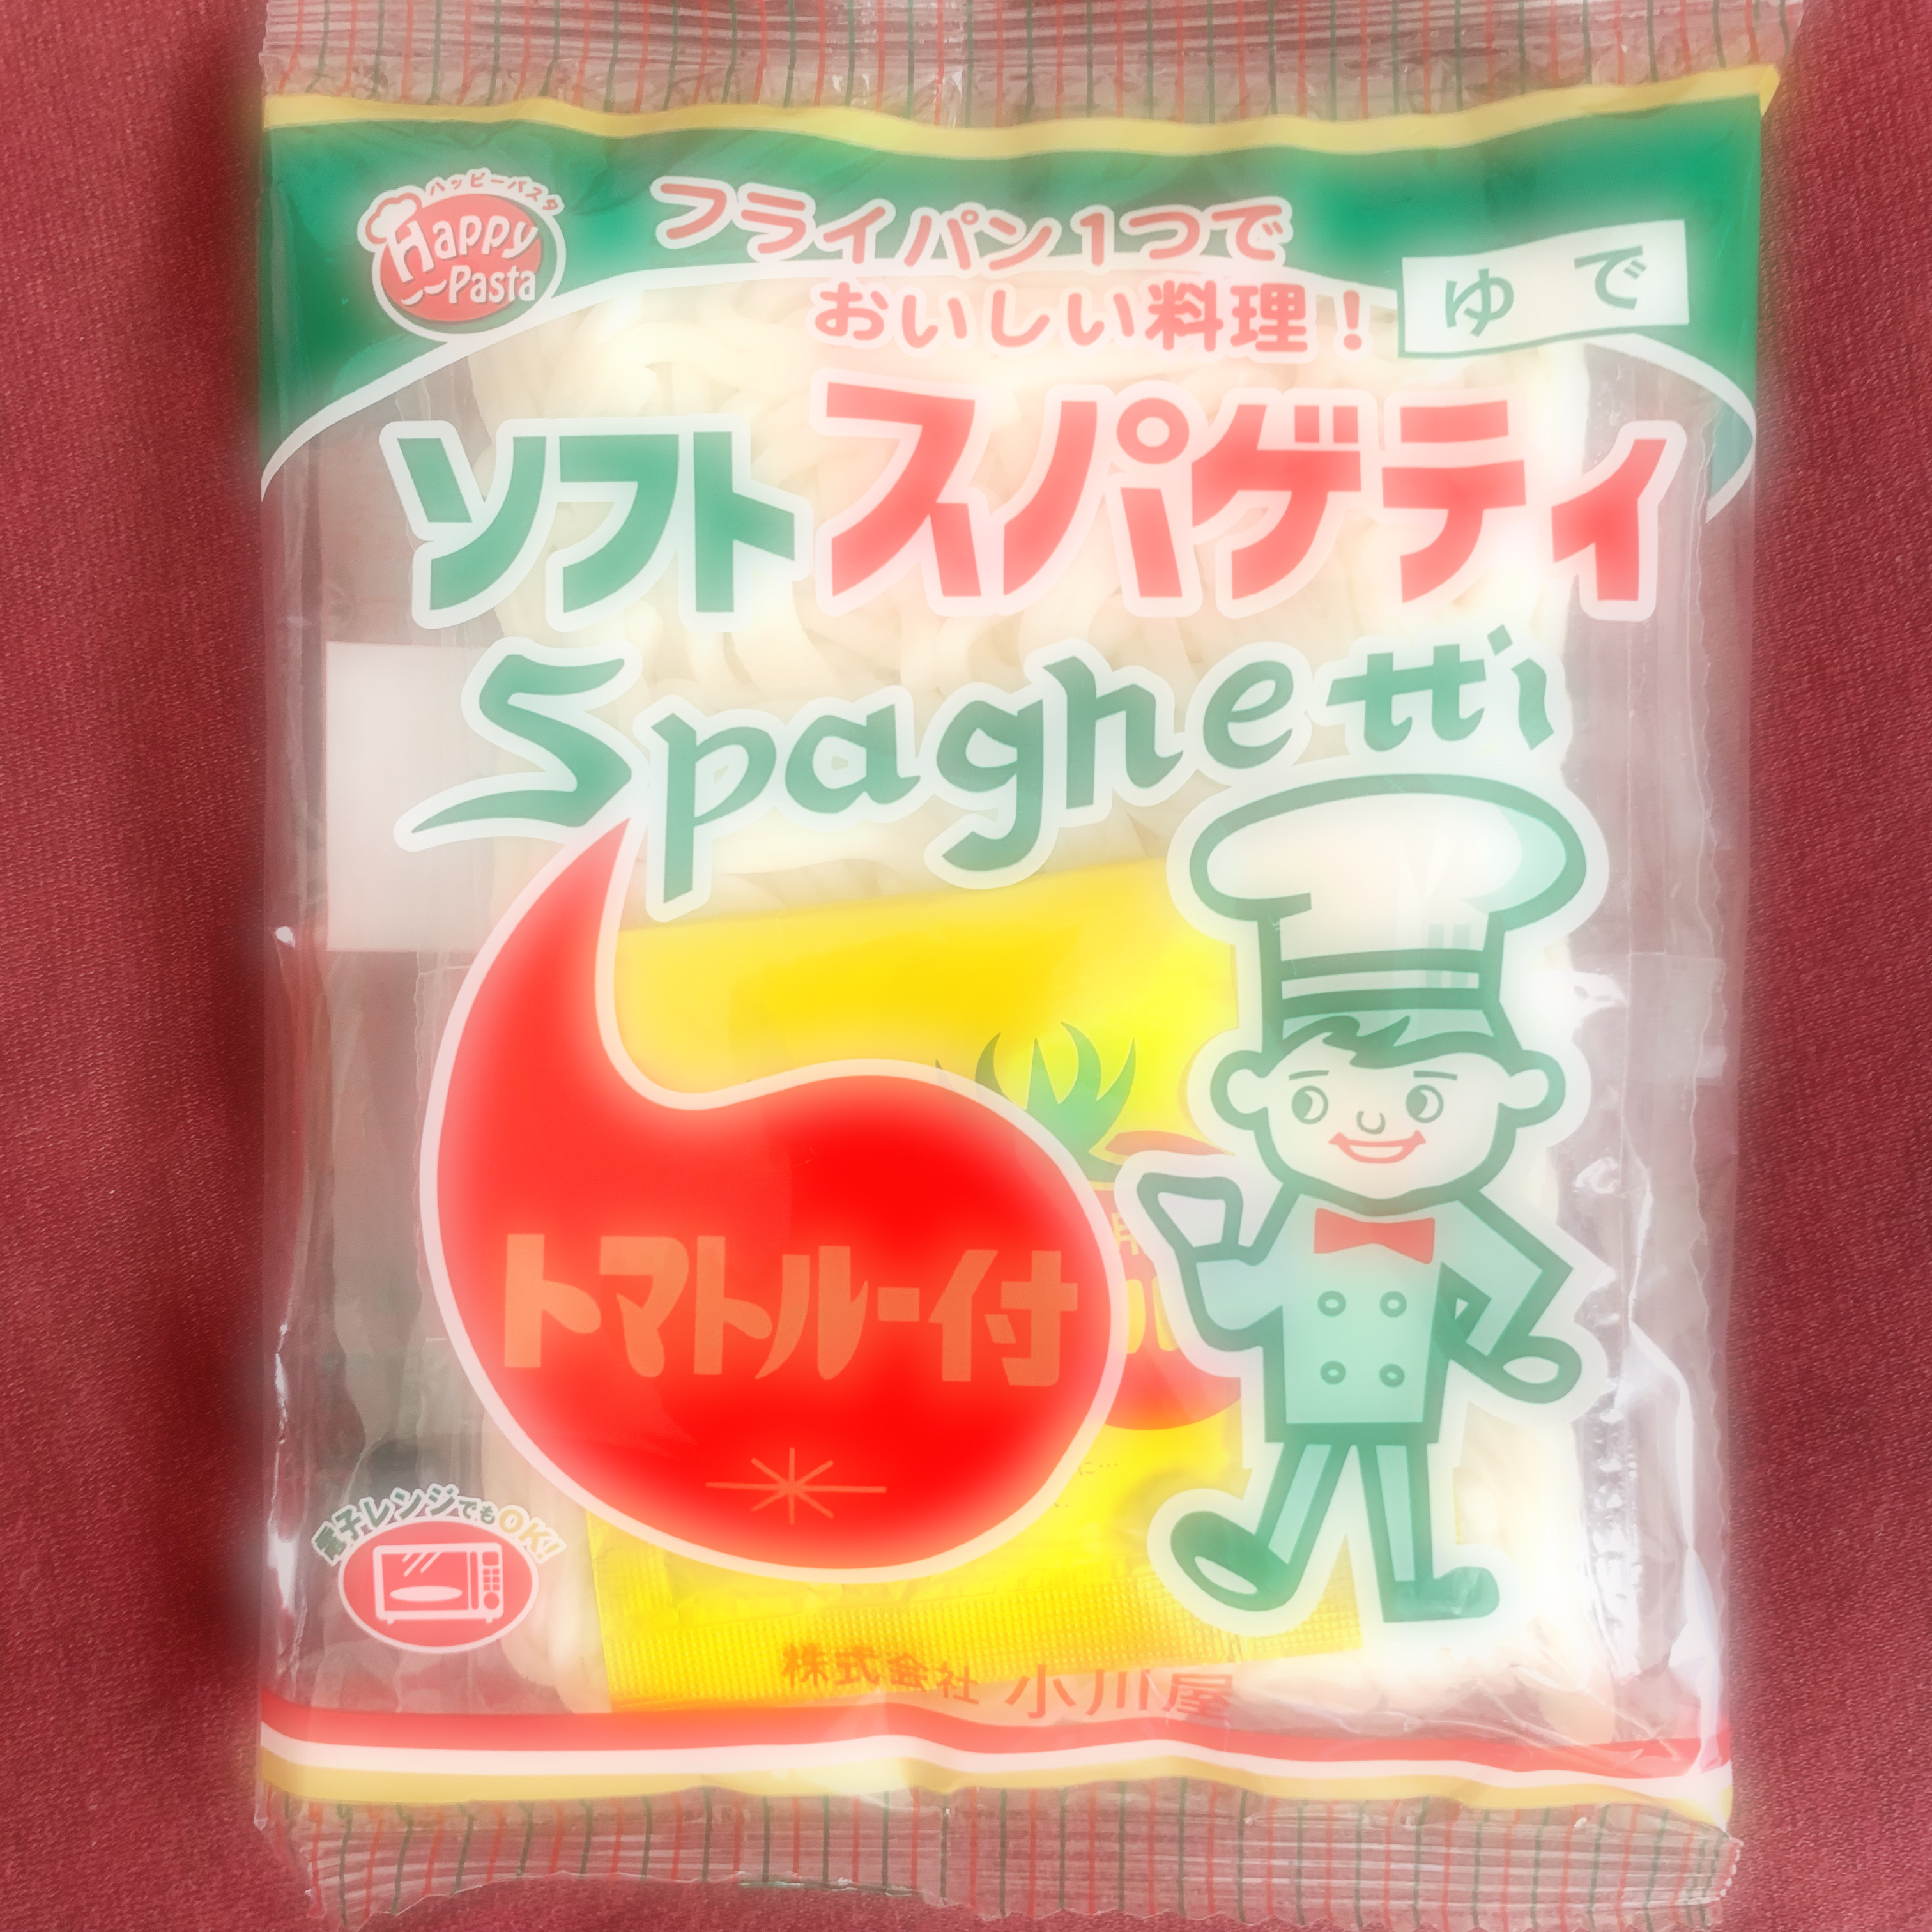 ハッピーパスタ
Happy
Pasta
フライパン1つで
おいしい料理！
ゆで
ソフトスパゲティ
Spaghetti
トマトルー付
電子レンジでもOK!
株式会社 小川屋